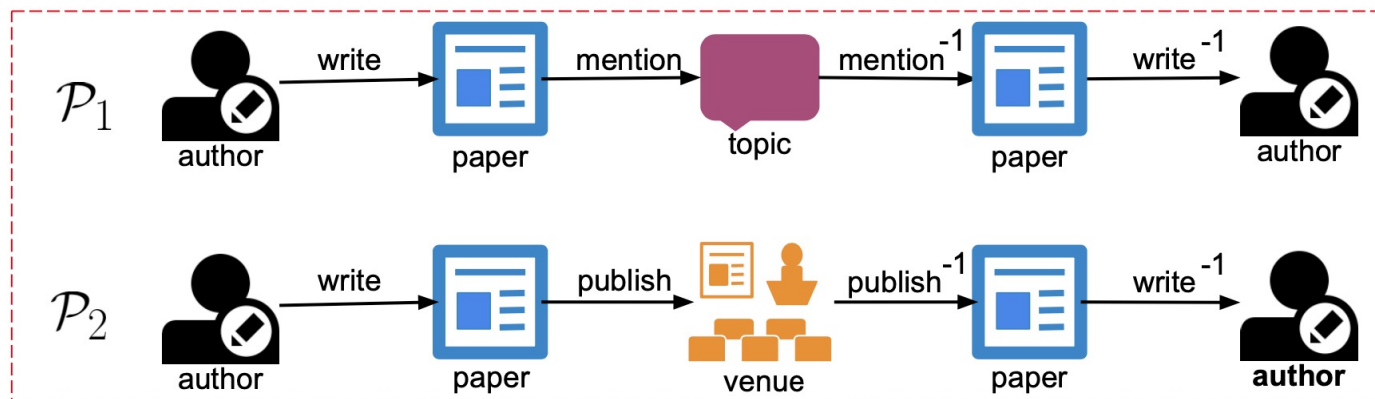 write mention mention⁻¹ write⁻¹
𝒫₁
author paper topic paper author
write publish publish⁻¹ write⁻¹
𝒫₂
author paper venue paper author